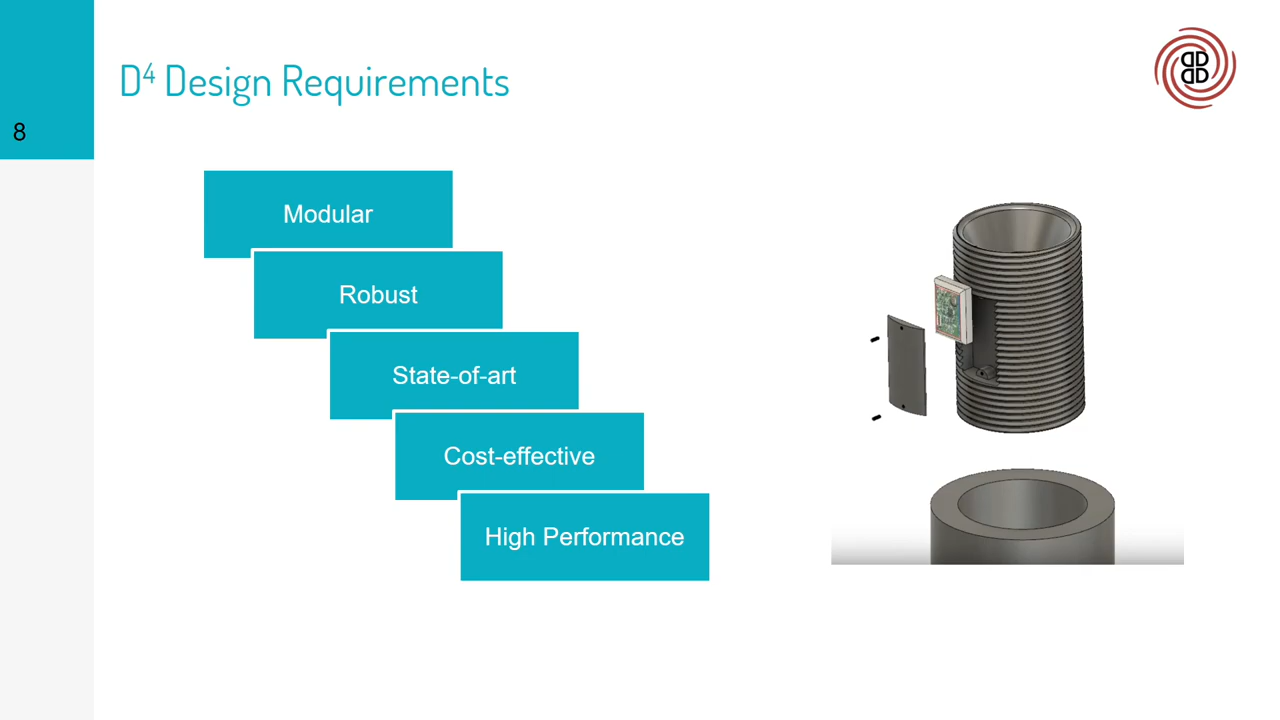 D⁴ Design Requirements
8
Modular
Robust
State-of-art
Cost-effective
High Performance